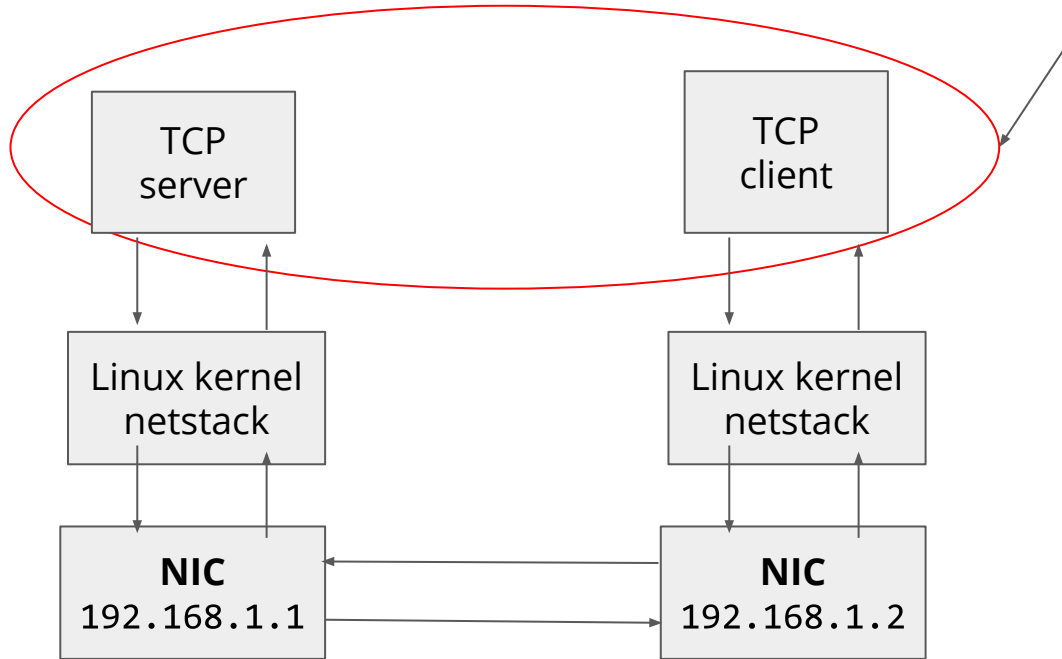 TCP
server
TCP
client
Linux kernel
netstack
Linux kernel
netstack
NIC
192.168.1.1
NIC
192.168.1.2